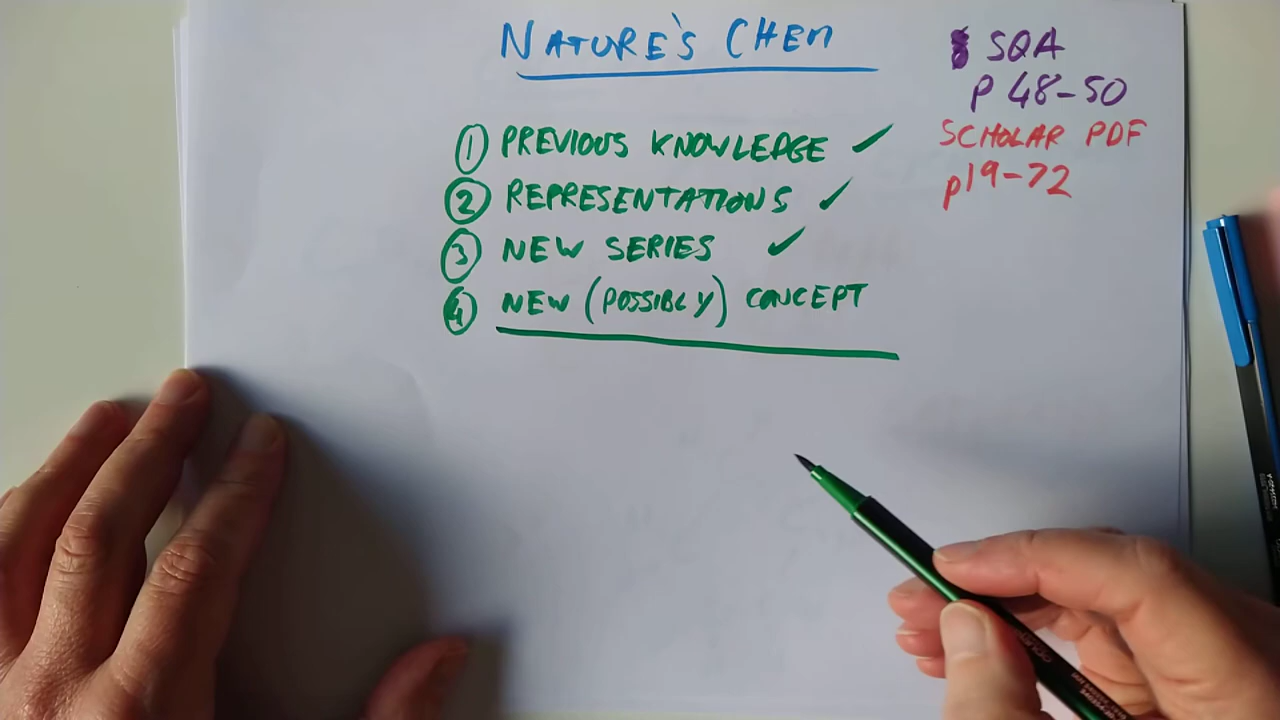 NATURE'S CHEM
① PREVIOUS KNOWLEDGE ✓
② REPRESENTATIONS ✓
③ NEW SERIES ✓
④ NEW (POSSIBLY) CONCEPT
SQA
p 48-50
SCHOLAR PDF
p19-72